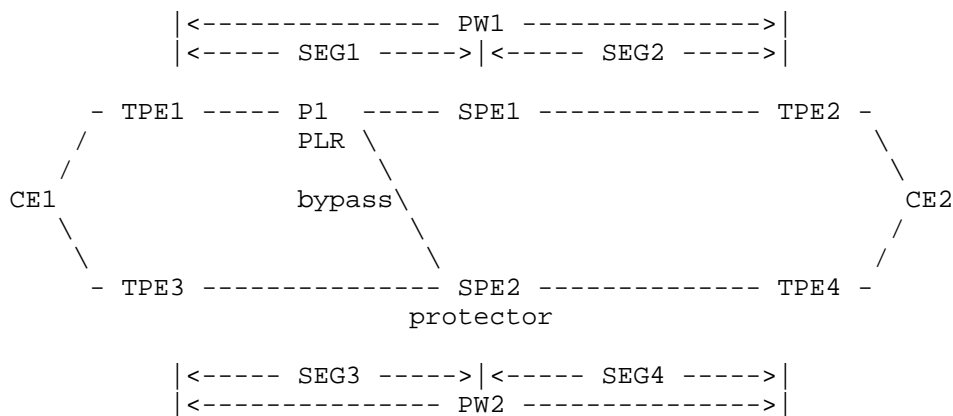 |<--------------- PW1 --------------->|
|<----- SEG1 ----->|<----- SEG2 ----->|
- TPE1 ----- P1 ----- SPE1 -------------- TPE2 -
PLR
CE1 bypass CE2
- TPE3 --------------- SPE2 -------------- TPE4 -
protector
|<----- SEG3 ----->|<----- SEG4 ----->|
|<--------------- PW2 --------------->|